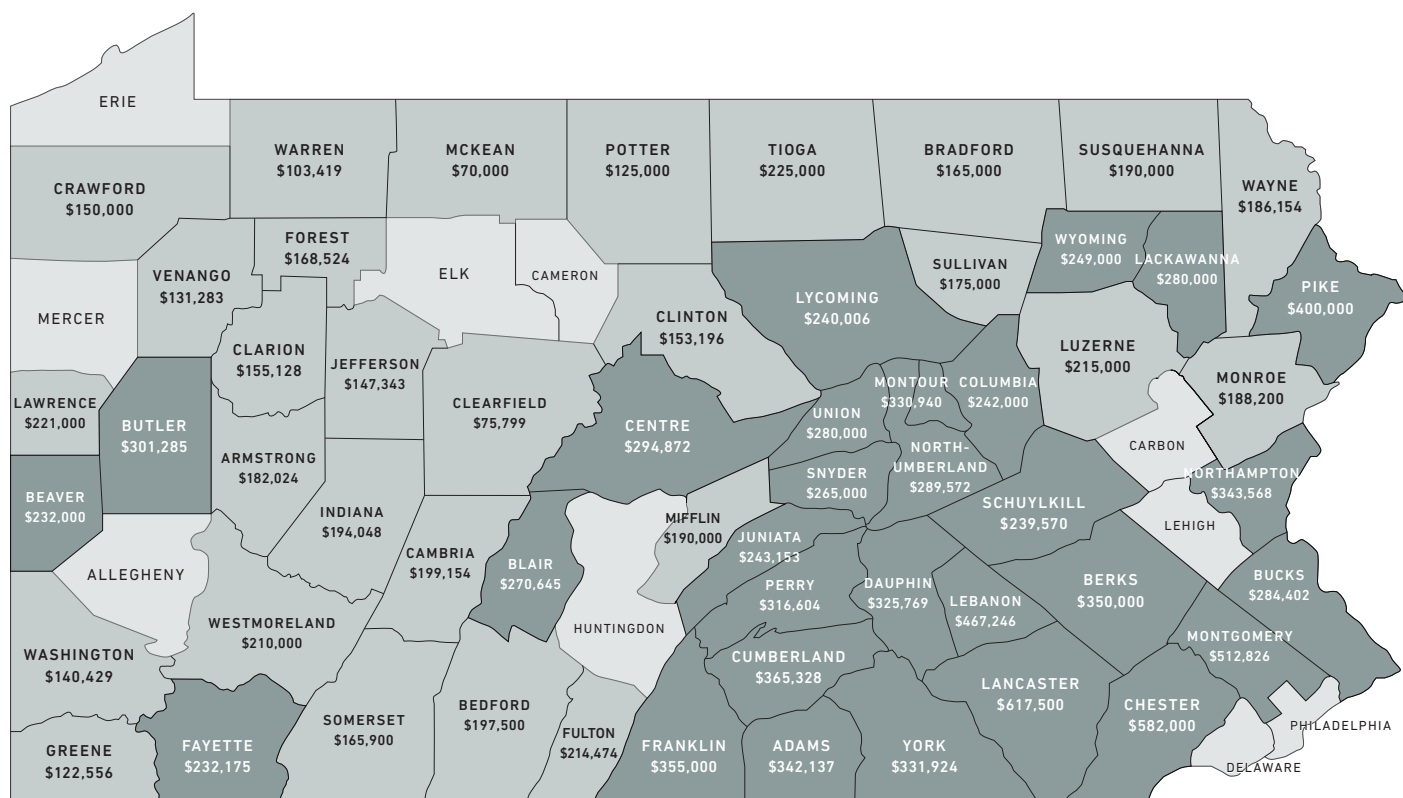 ERIE
WARREN
$103,419
MCKEAN
$70,000
POTTER
$125,000
TIOGA
$225,000
BRADFORD
$165,000
SUSQUEHANNA
$190,000
WAYNE
$186,154
CRAWFORD
$150,000
FOREST
$168,524
VENANGO
$131,283
ELK
CAMERON
SULLIVAN
$175,000
WYOMING
$249,000
LACKAWANNA
$280,000
PIKE
$400,000
MERCER
CLARION
$155,128
JEFFERSON
$147,343
CLINTON
$153,196
LYCOMING
$240,006
LUZERNE
$215,000
MONROE
$188,200
LAWRENCE
$221,000
BUTLER
$301,285
CLEARFIELD
$75,799
CENTRE
$294,872
UNION
$280,000
MONTOUR
$330,940
COLUMBIA
$242,000
CARBON
NORTHAMPTON
$343,568
BEAVER
$232,000
ARMSTRONG
$182,024
INDIANA
$194,048
SNYDER
$265,000
NORTH-
UMBERLAND
$289,572
SCHUYLKILL
$239,570
LEHIGH
MIFFLIN
$190,000
JUNIATA
$243,153
ALLEGHENY
CAMBRIA
$199,154
BLAIR
$270,645
PERRY
$316,604
DAUPHIN
$325,769
LEBANON
$467,246
BERKS
$350,000
BUCKS
$284,402
WESTMORELAND
$210,000
HUNTINGDON
MONTGOMERY
$512,826
WASHINGTON
$140,429
CUMBERLAND
$365,328
LANCASTER
$617,500
CHESTER
$582,000
PHILADELPHIA
DELAWARE
GREENE
$122,556
FAYETTE
$232,175
SOMERSET
$165,900
BEDFORD
$197,500
FULTON
$214,474
FRANKLIN
$355,000
ADAMS
$342,137
YORK
$331,924